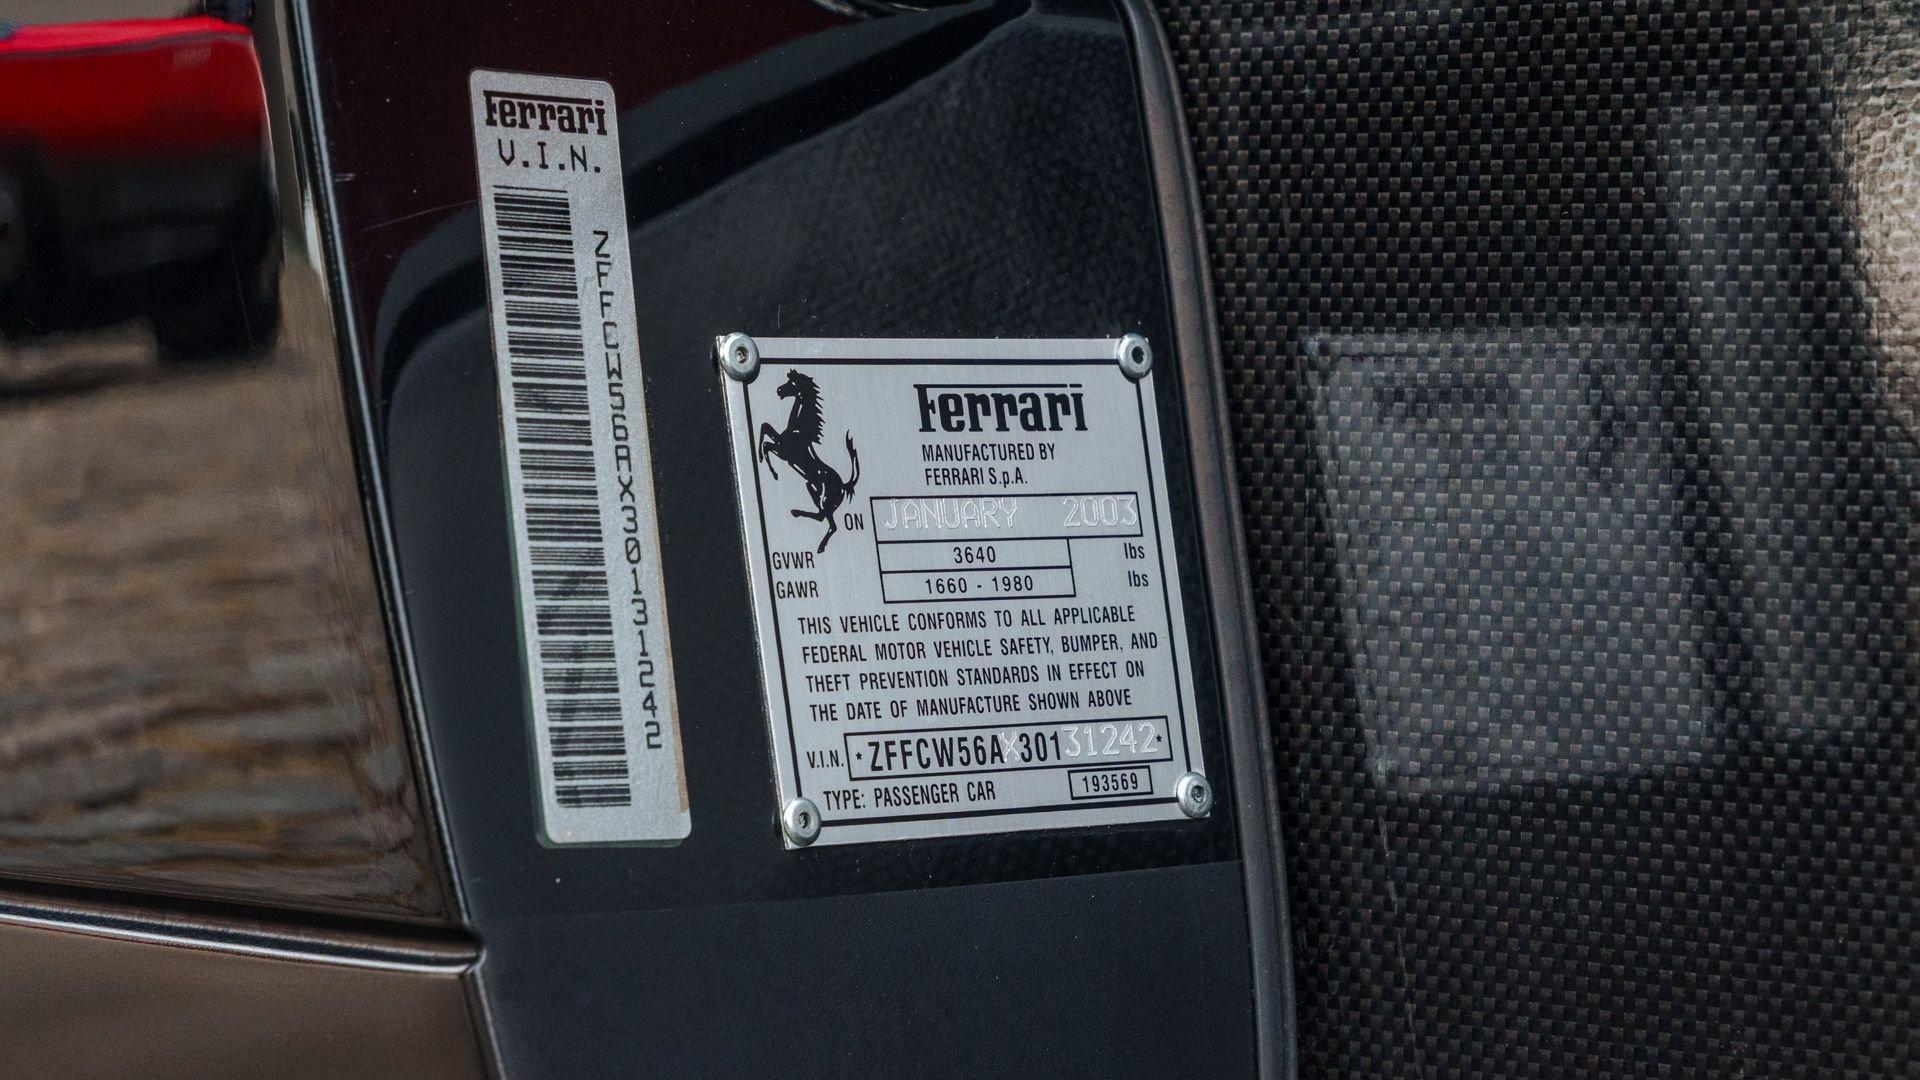 Ferrari
V.I.N.
ZFFCW56AX30131242
Ferrari
MANUFACTURED BY
FERRARI S.p.A.
ON JANUARY 2003
GVWR 3640 lbs
GAWR 1660 - 1980 lbs
THIS VEHICLE CONFORMS TO ALL APPLICABLE
FEDERAL MOTOR VEHICLE SAFETY, BUMPER, AND
THEFT PREVENTION STANDARDS IN EFFECT ON
THE DATE OF MANUFACTURE SHOWN ABOVE
V.I.N. *ZFFCW56AX30131242*
TYPE: PASSENGER CAR 193569